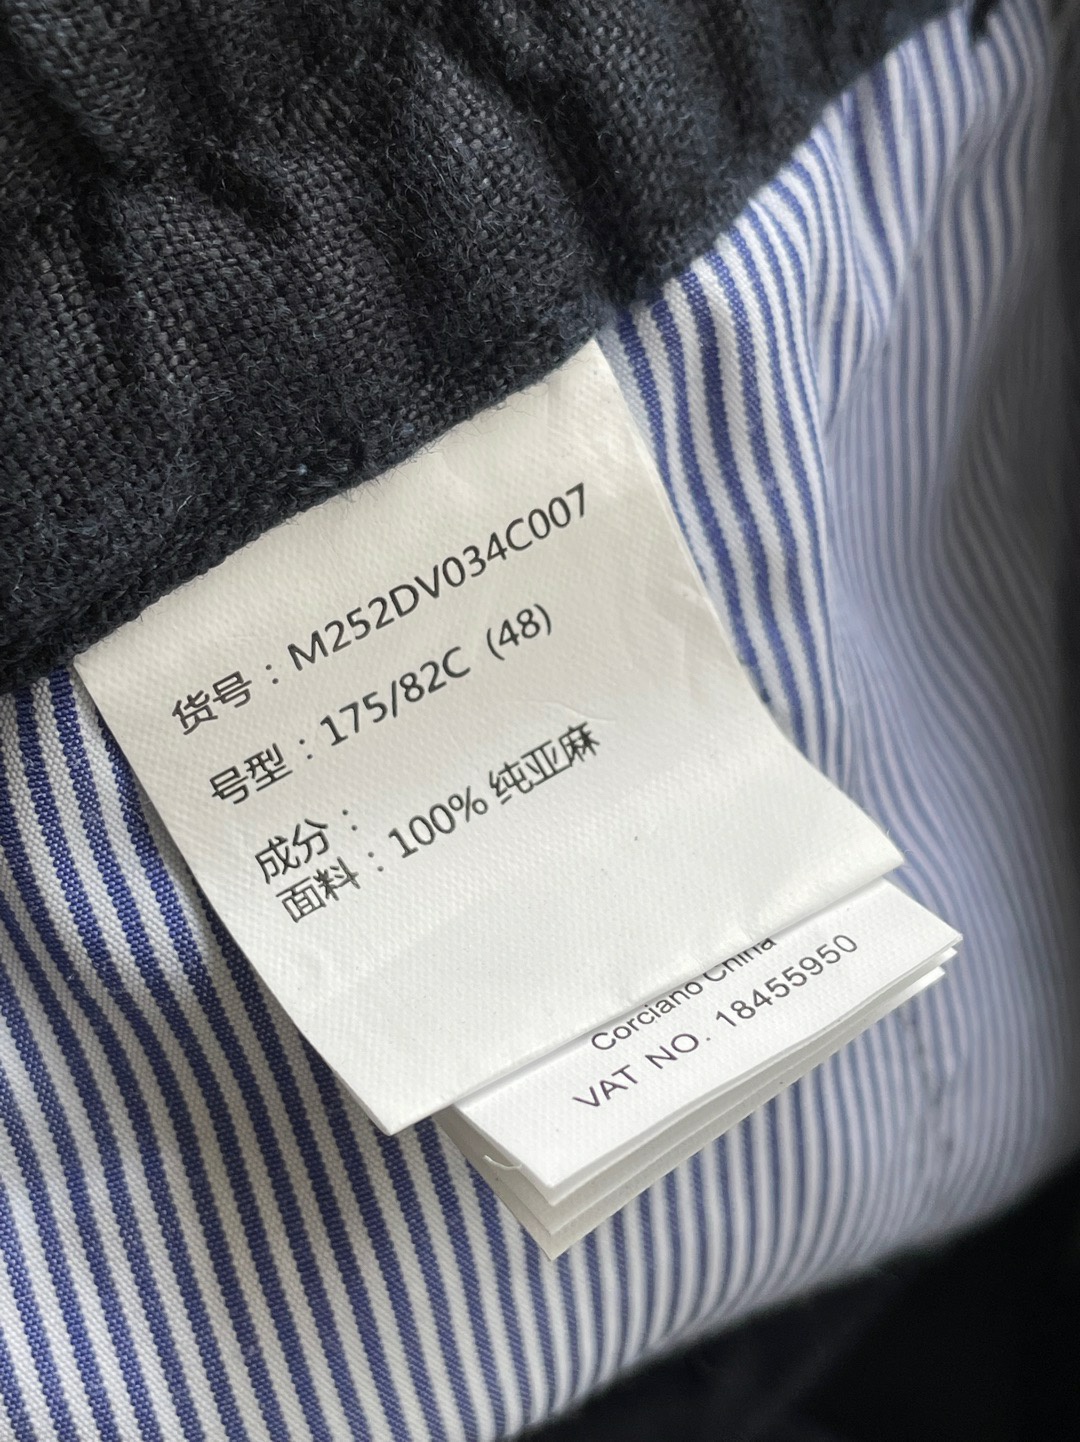 货号：M252DV034C007
号型：175/82C (48)
成分：
面料：100% 纯亚麻
Corciano China
VAT NO. 18455950